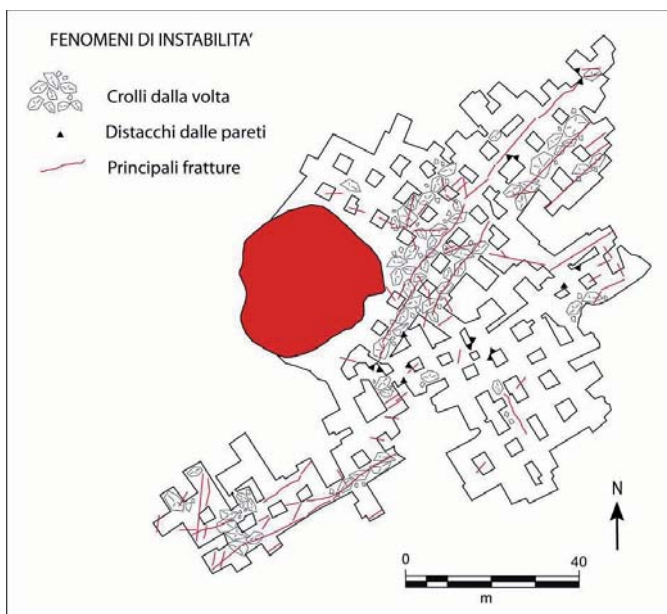 FENOMENI DI INSTABILITA'
Crolli dalla volta
Distacchi dalle pareti
Principali fratture
N
0 40
m